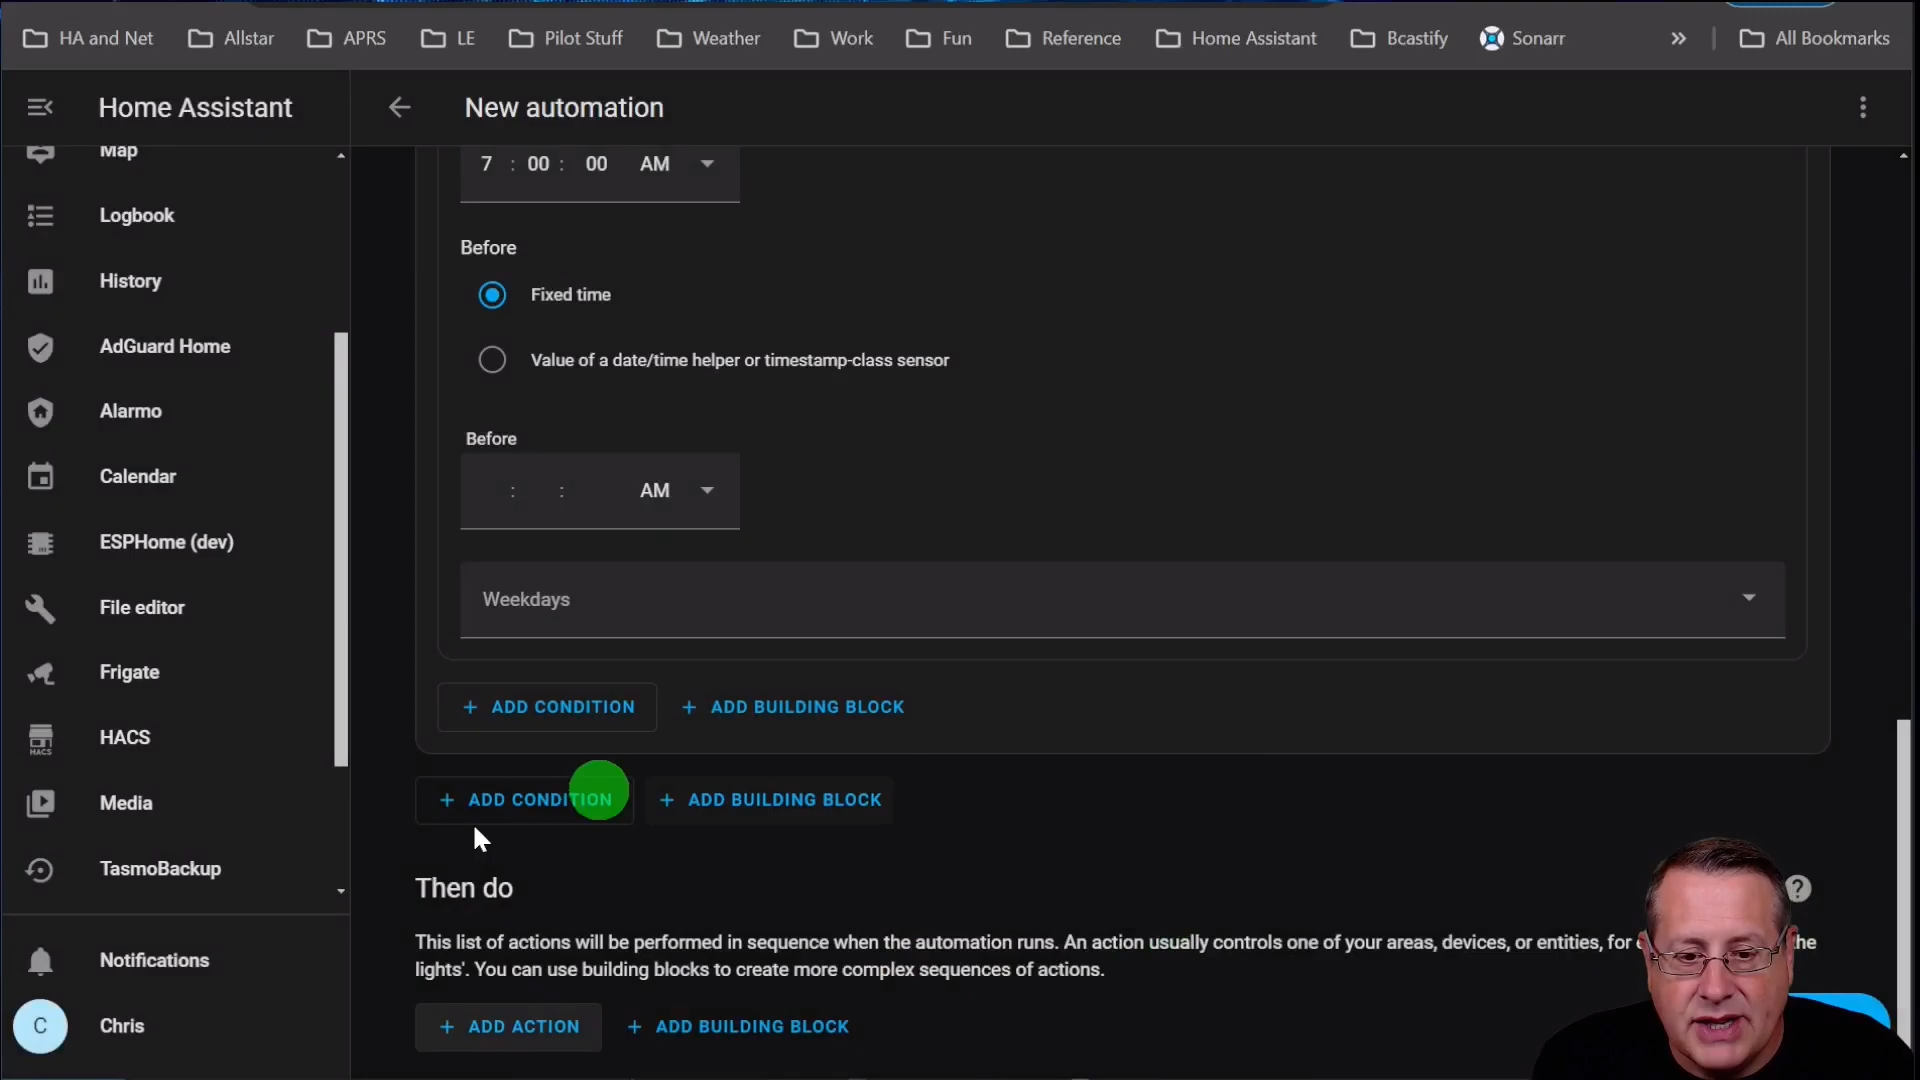 HA and Net
Allstar
APRS
LE
Pilot Stuff
Weather
Work
Fun
Reference
Home Assistant
Bcastify
Sonarr
»
All Bookmarks
Home Assistant
New automation
Map
Logbook
History
AdGuard Home
Alarmo
Calendar
ESPHome (dev)
File editor
Frigate
HACS
HACS
Media
TasmoBackup
Notifications
C
Chris
7 : 00 : 00 AM
Before
Fixed time
Value of a date/time helper or timestamp-class sensor
Before
: : AM
Weekdays
+ ADD CONDITION
+ ADD BUILDING BLOCK
+ ADD CONDITION
+ ADD BUILDING BLOCK
Then do
?
This list of actions will be performed in sequence when the automation runs. An action usually controls one of your areas, devices, or entities, for he
lights'. You can use building blocks to create more complex sequences of actions.
+ ADD ACTION
+ ADD BUILDING BLOCK